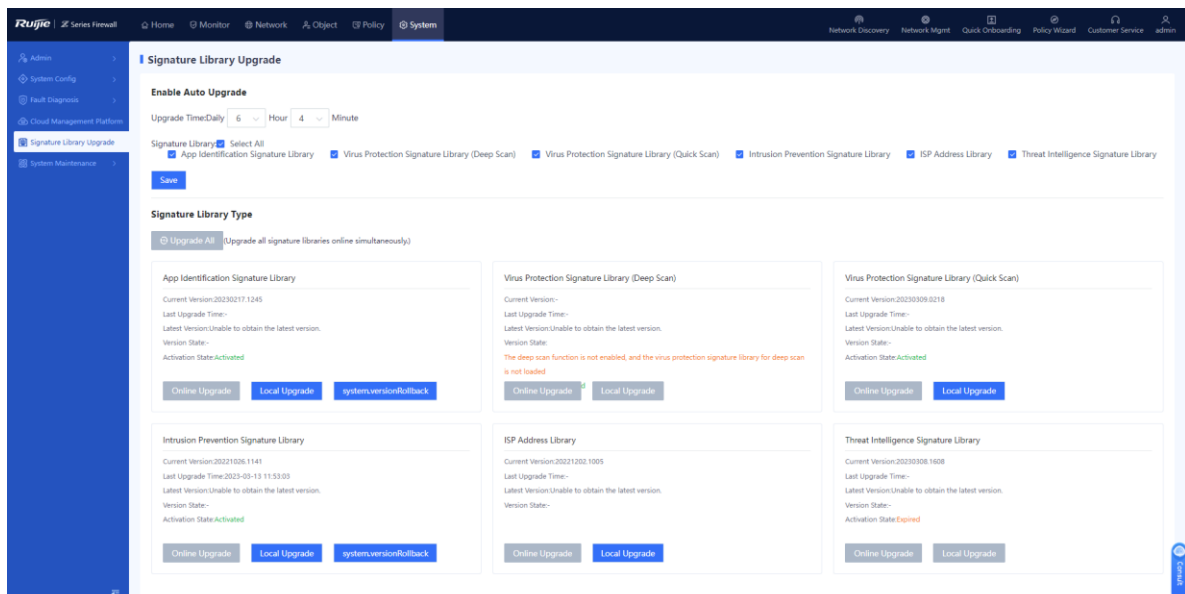 Ruijie | Z Series Firewall
Home Monitor Network Object Policy System
Network Discovery Network Mgmt Quick Onboarding Policy Wizard Customer Service admin
Admin
System Config
Fault Diagnosis
Cloud Management Platform
Signature Library Upgrade
System Maintenance
Signature Library Upgrade
Enable Auto Upgrade
Upgrade Time:Daily 6 Hour 4 Minute
Signature Library: Select All
App Identification Signature Library Virus Protection Signature Library (Deep Scan) Virus Protection Signature Library (Quick Scan) Intrusion Prevention Signature Library ISP Address Library Threat Intelligence Signature Library
Save
Signature Library Type
Upgrade All (Upgrade all signature libraries online simultaneously.)
App Identification Signature Library
Current Version:20230217.1245
Last Upgrade Time:-
Latest Version:Unable to obtain the latest version.
Version State:-
Activation State:Activated
Online Upgrade Local Upgrade system.versionRollback
Virus Protection Signature Library (Deep Scan)
Current Version:-
Last Upgrade Time:-
Latest Version:Unable to obtain the latest version.
Version State:
The deep scan function is not enabled, and the virus protection signature library for deep scan
is not loaded
Online Upgrade Local Upgrade
Virus Protection Signature Library (Quick Scan)
Current Version:20230309.0218
Last Upgrade Time:-
Latest Version:Unable to obtain the latest version.
Version State:-
Activation State:Activated
Online Upgrade Local Upgrade
Intrusion Prevention Signature Library
Current Version:20221026.1141
Last Upgrade Time:2023-03-13 11:53:03
Latest Version:Unable to obtain the latest version.
Version State:-
Activation State:Activated
Online Upgrade Local Upgrade system.versionRollback
ISP Address Library
Current Version:20221202.1005
Last Upgrade Time:-
Latest Version:Unable to obtain the latest version.
Version State:-
Online Upgrade Local Upgrade
Threat Intelligence Signature Library
Current Version:20230308.1608
Last Upgrade Time:-
Latest Version:Unable to obtain the latest version.
Version State:-
Activation State:Expired
Online Upgrade Local Upgrade
Consult